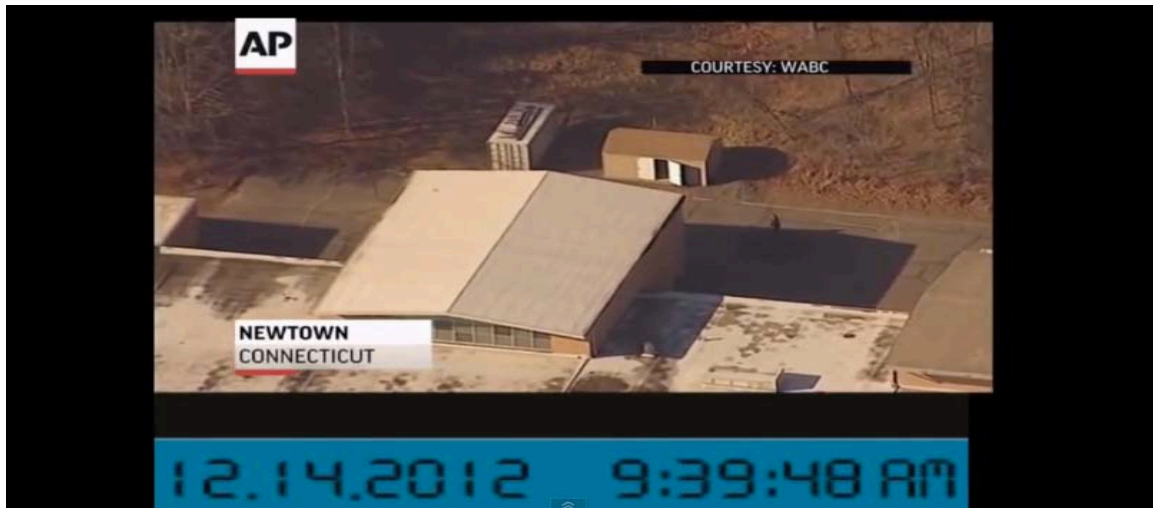 AP
COURTESY: WABC
NEWTOWN
CONNECTICUT
12.14.2012 9:39:48 AM